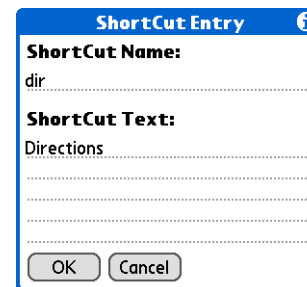 ShortCut Entry
ShortCut Name:
dir
ShortCut Text:
Directions
OK Cancel